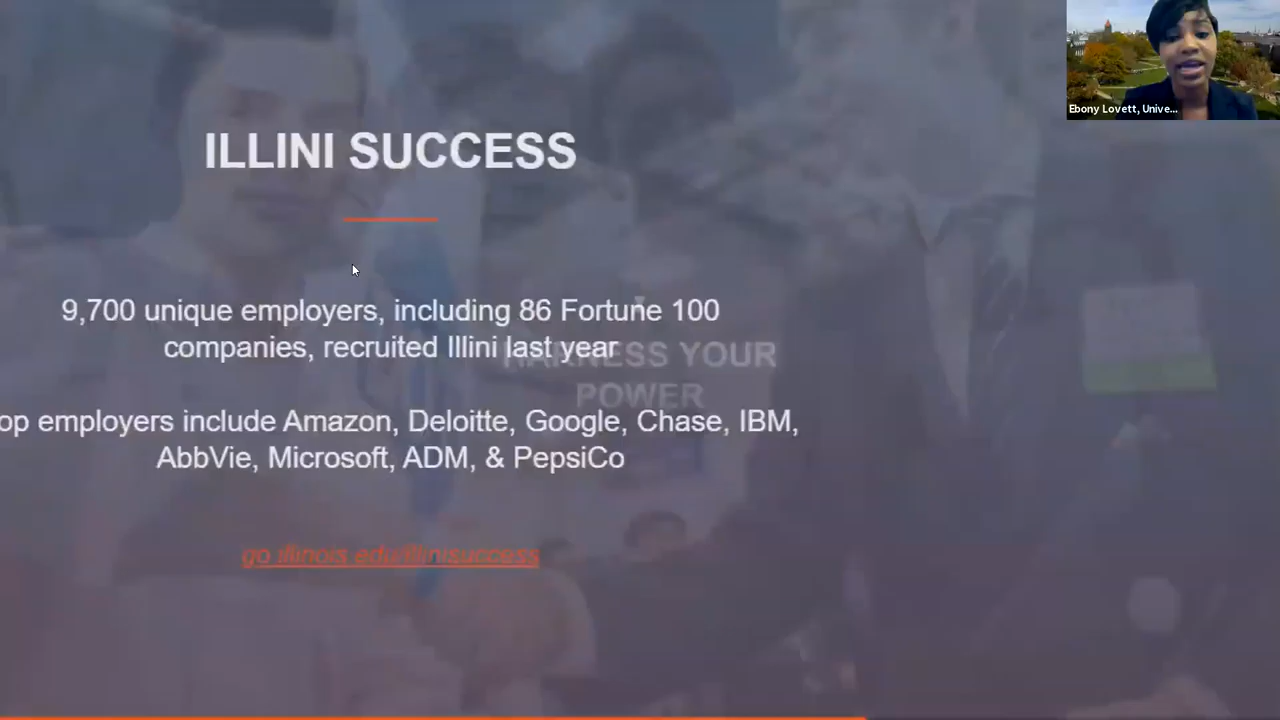 Ebony Lovett, Unive...
ILLINI SUCCESS
9,700 unique employers, including 86 Fortune 100
companies, recruited Illini last year
HARNESS YOUR
POWER
op employers include Amazon, Deloitte, Google, Chase, IBM,
AbbVie, Microsoft, ADM, & PepsiCo
go.illinois.edu/illinisuccess